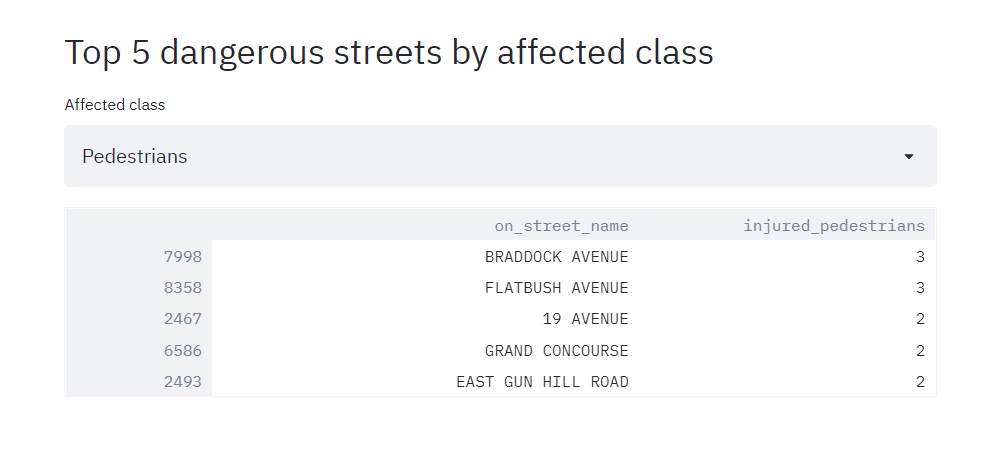 Top 5 dangerous streets by affected class
Affected class
Pedestrians
on_street_name injured_pedestrians
7998 BRADDOCK AVENUE 3
8358 FLATBUSH AVENUE 3
2467 19 AVENUE 2
6586 GRAND CONCOURSE 2
2493 EAST GUN HILL ROAD 2